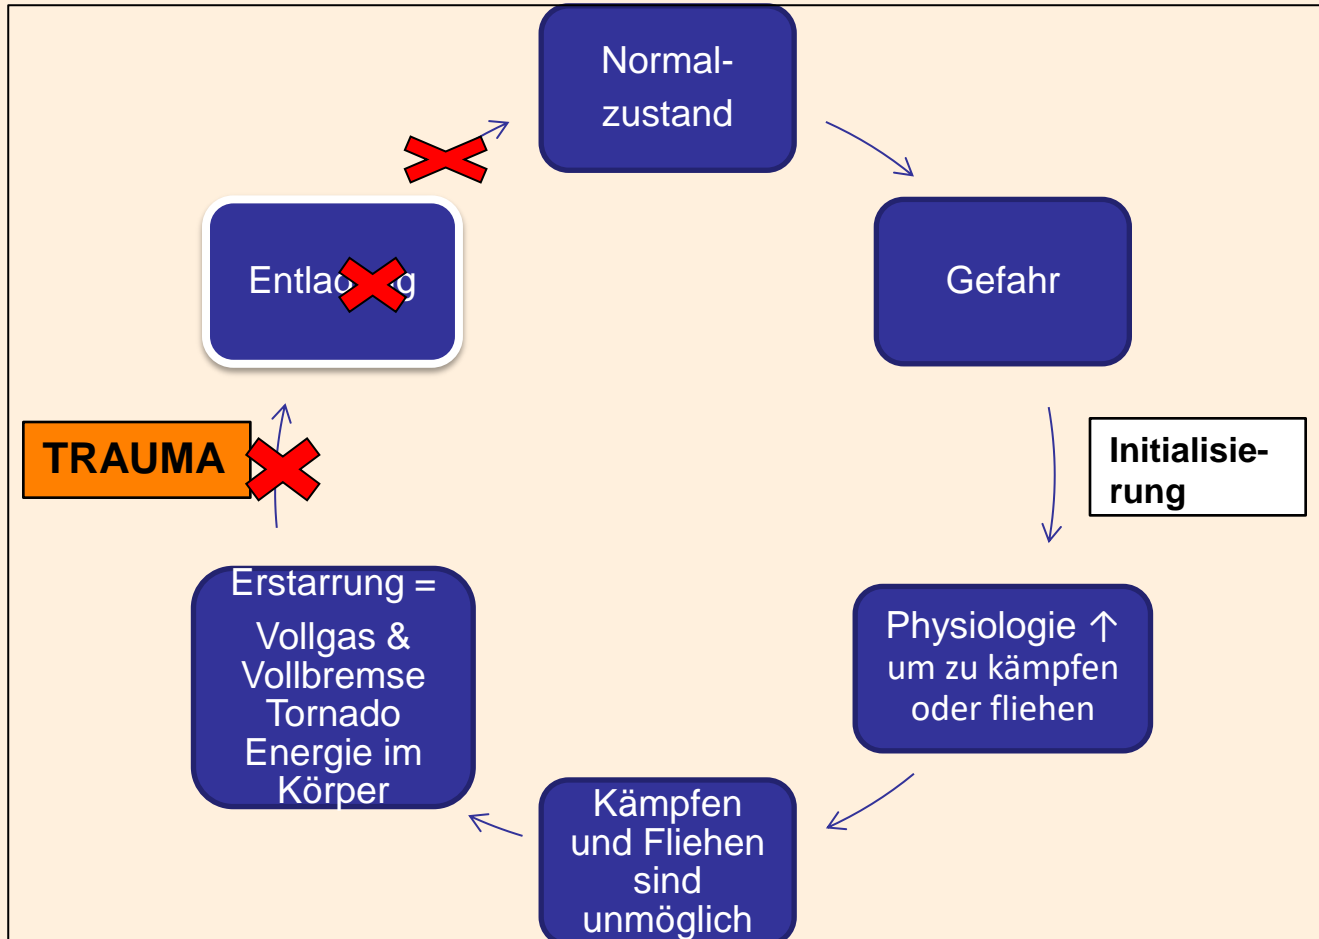 Normal-
zustand
Gefahr
Initialisie-
rung
Physiologie ↑
um zu kämpfen
oder fliehen
Kämpfen
und Fliehen
sind
unmöglich
Erstarrung =
Vollgas &
Vollbremse
Tornado
Energie im
Körper
TRAUMA
Entladung